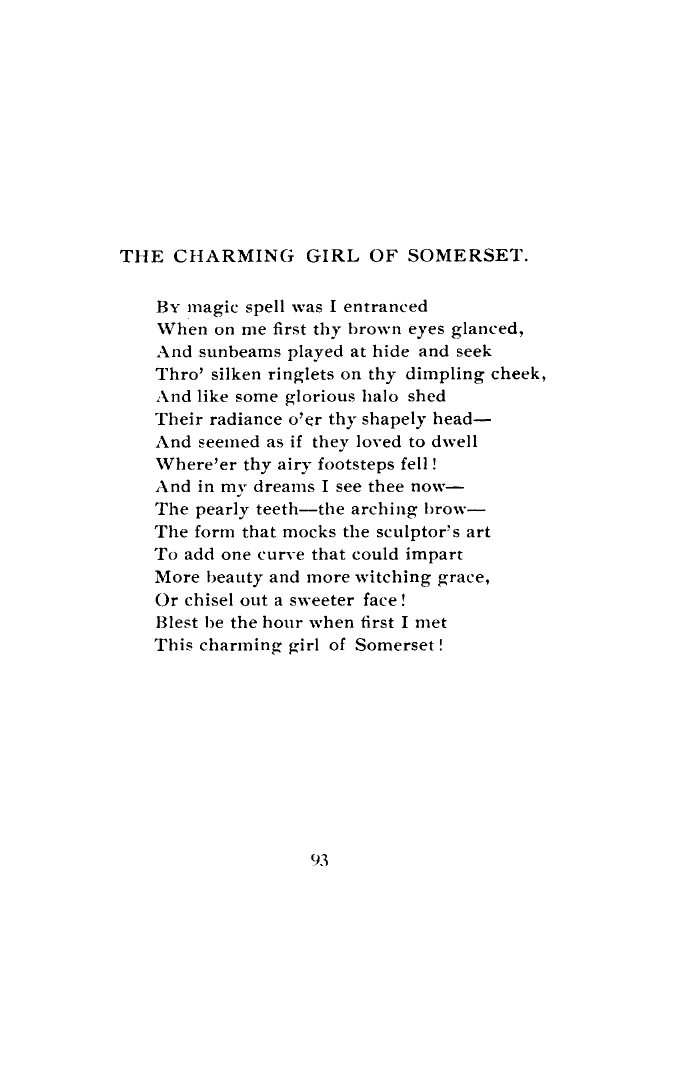 THE CHARMING GIRL OF SOMERSET.
BY magic spell was I entranced
When on me first thy brown eyes glanced,
And sunbeams played at hide and seek
Thro' silken ringlets on thy dimpling cheek,
And like some glorious halo shed
Their radiance o'er thy shapely head—
And seemed as if they loved to dwell
Where'er thy airy footsteps fell!
And in my dreams I see thee now—
The pearly teeth—the arching brow—
The form that mocks the sculptor's art
To add one curve that could impart
More beauty and more witching grace,
Or chisel out a sweeter face!
Blest be the hour when first I met
This charming girl of Somerset!
93